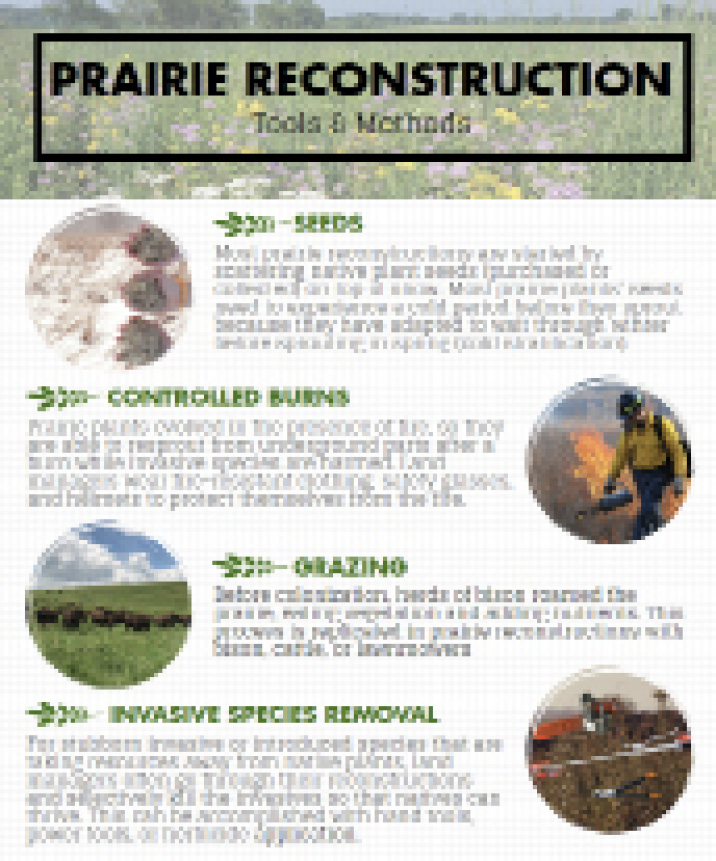 PRAIRIE RECONSTRUCTION
Tools & Methods
SEEDS
Most prairie reconstructions are started by
scattering native plant seeds (purchased or
collected) on top of snow. Most prairie plants' seeds
need to experience a cold period before they sprout
because they have adapted to wait through winter
before sprouting in spring (cold stratification)
CONTROLLED BURNS
Prairie plants evolved in the presence of fire, so they
are able to resprout from underground parts after a
burn while invasive species are harmed. Land
managers wear fire-resistant clothing, safety glasses,
and helmets to protect themselves from the fire.
GRAZING
Before colonization, herds of bison roamed the
prairie, eating vegetation and adding nutrients. This
process is replicated in prairie reconstructions with
bison, cattle, or lawnmowers
INVASIVE SPECIES REMOVAL
For stubborn invasive or introduced species that are
taking resources away from native plants, land
managers often go through their reconstructions
and selectively kill the invasives, so that natives can
thrive. This can be accomplished with hand tools,
power tools, or herbicide application.